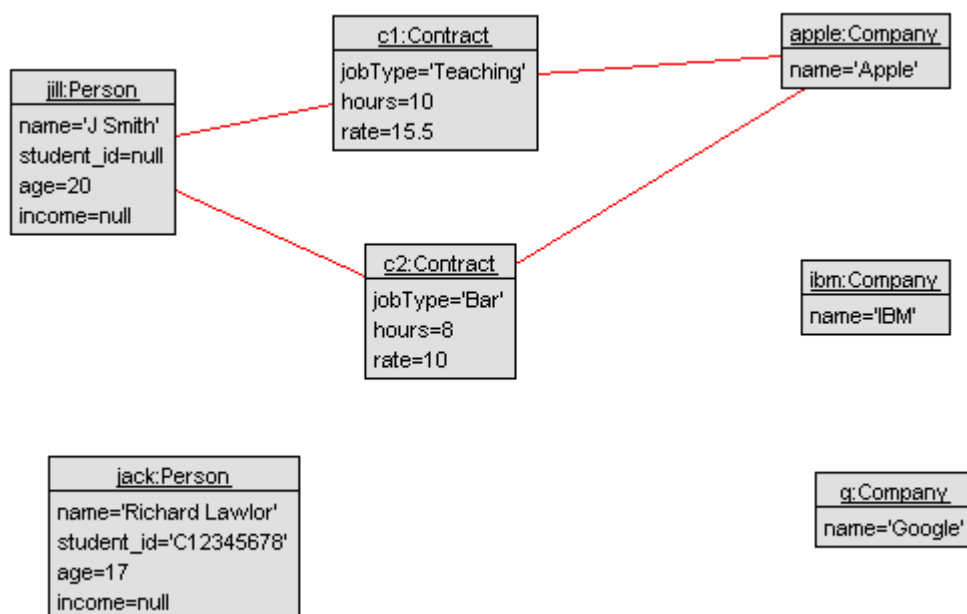 jill:Person
name='J Smith'
student_id=null
age=20
income=null
c1:Contract
jobType='Teaching'
hours=10
rate=15.5
apple:Company
name='Apple'
c2:Contract
jobType='Bar'
hours=8
rate=10
ibm:Company
name='IBM'
jack:Person
name='Richard Lawlor'
student_id='C12345678'
age=17
income=null
g:Company
name='Google'